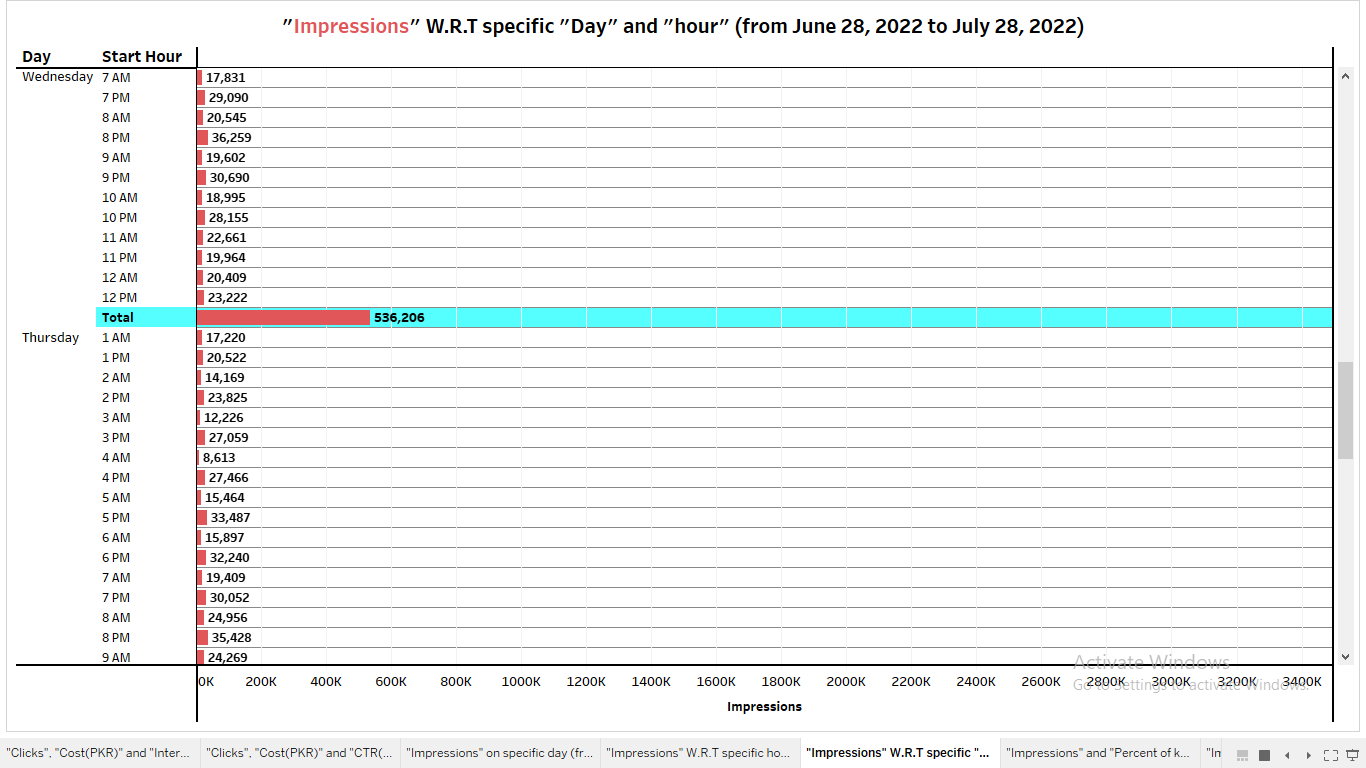 "Impressions" W.R.T specific "Day" and "hour" (from June 28, 2022 to July 28, 2022)
Day Start Hour
Wednesday 7 AM 17,831
7 PM 29,090
8 AM 20,545
8 PM 36,259
9 AM 19,602
9 PM 30,690
10 AM 18,995
10 PM 28,155
11 AM 22,661
11 PM 19,964
12 AM 20,409
12 PM 23,222
Total 536,206
Thursday 1 AM 17,220
1 PM 20,522
2 AM 14,169
2 PM 23,825
3 AM 12,226
3 PM 27,059
4 AM 8,613
4 PM 27,466
5 AM 15,464
5 PM 33,487
6 AM 15,897
6 PM 32,240
7 AM 19,409
7 PM 30,052
8 AM 24,956
8 PM 35,428
9 AM 24,269
Activate Windows
Go to Settings to activate Windows.
0K 200K 400K 600K 800K 1000K 1200K 1400K 1600K 1800K 2000K 2200K 2400K 2600K 2800K 3000K 3200K 3400K
Impressions
"Clicks", "Cost(PKR)" and "Inter... "Clicks", "Cost(PKR)" and "CTR(... "Impressions" on specific day (fr... "Impressions" W.R.T specific ho... "Impressions" W.R.T specific "... "Impressions" and "Percent of k... "In